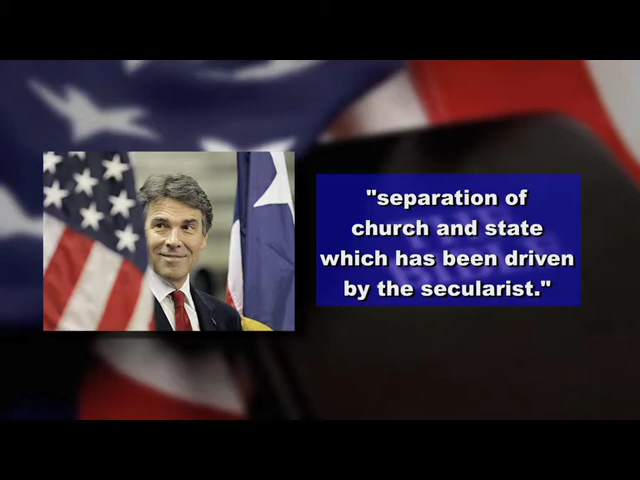 "separation of
church and state
which has been driven
by the secularist."